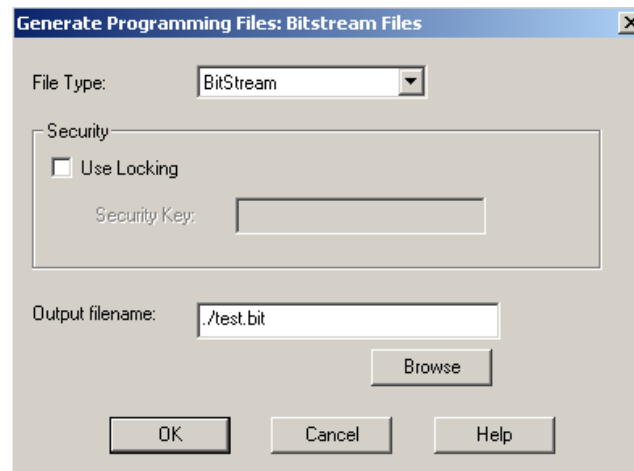 Generate Programming Files: Bitstream Files
File Type: BitStream
Security
Use Locking
Security Key:
Output filename: ./test.bit
Browse
OK Cancel Help